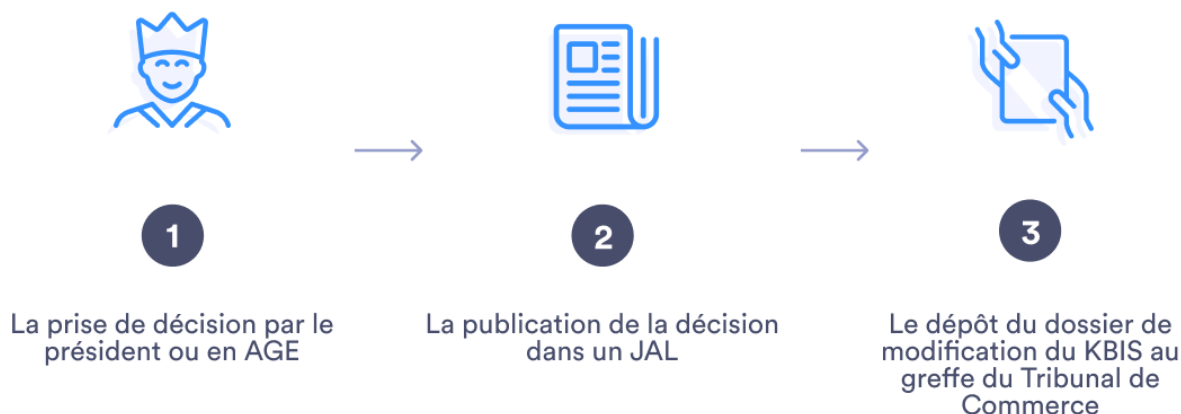 1
La prise de décision par le
président ou en AGE
2
La publication de la décision
dans un JAL
3
Le dépôt du dossier de
modification du KBIS au
greffe du Tribunal de
Commerce